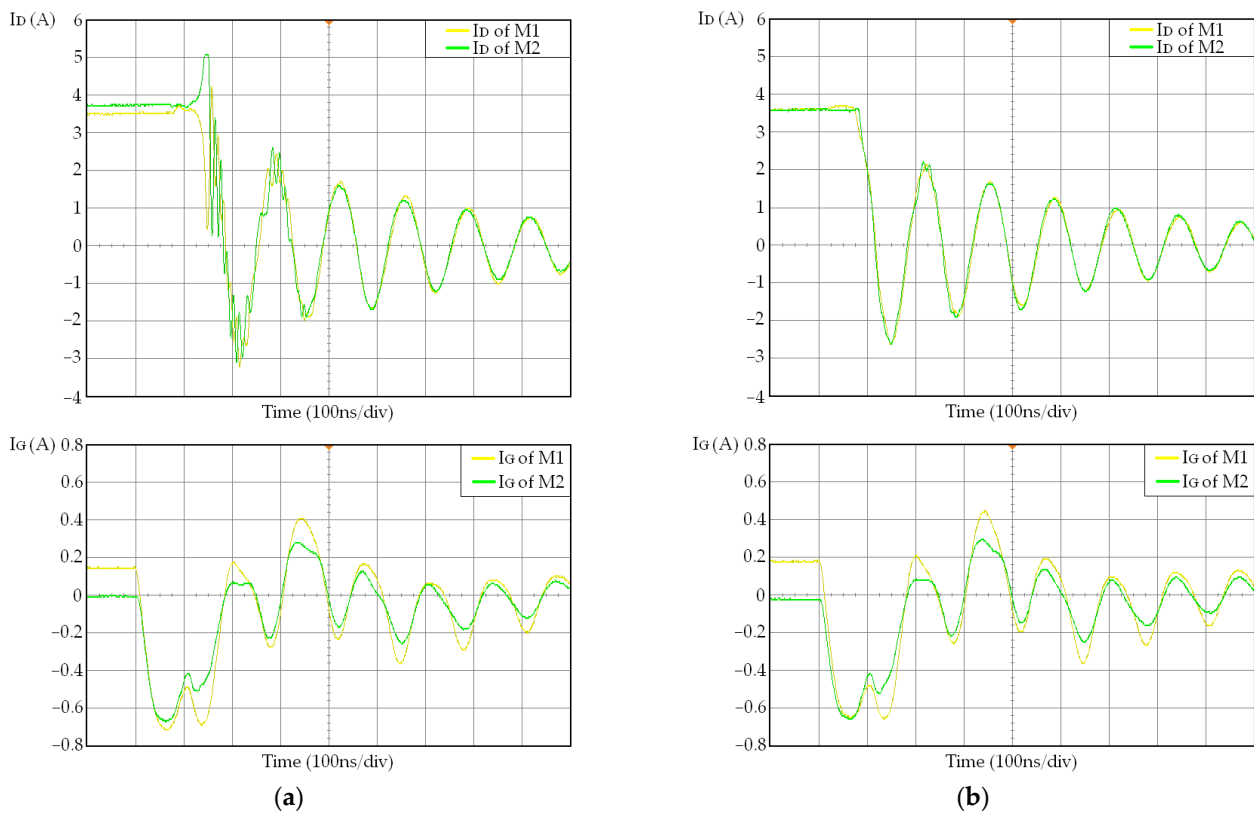 ID (A)
6
5
4
3
2
1
0
−1
−2
−3
−4
ID of M1
ID of M2
Time (100ns/div)
ID (A)
6
5
4
3
2
1
0
−1
−2
−3
−4
ID of M1
ID of M2
Time (100ns/div)
IG (A)
0.8
0.6
0.4
0.2
0
−0.2
−0.4
−0.6
−0.8
IG of M1
IG of M2
Time (100ns/div)
(a)
IG (A)
0.8
0.6
0.4
0.2
0
−0.2
−0.4
−0.6
−0.8
IG of M1
IG of M2
Time (100ns/div)
(b)